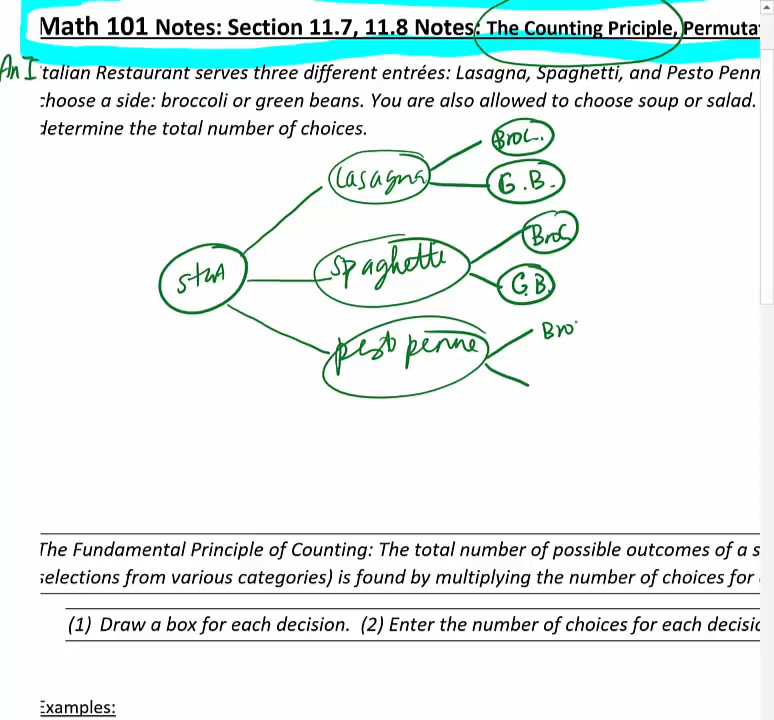 Math 101 Notes: Section 11.7, 11.8 Notes: The Counting Priciple, Permuta
An Italian Restaurant serves three different entrées: Lasagna, Spaghetti, and Pesto Penn
choose a side: broccoli or green beans. You are also allowed to choose soup or salad.
determine the total number of choices.
BroC.
Lasagna
G.B.
BroC
Spaghetti
start
G.B.
Bro
pesto penne
The Fundamental Principle of Counting: The total number of possible outcomes of a s
selections from various categories) is found by multiplying the number of choices for
(1) Draw a box for each decision. (2) Enter the number of choices for each decisio
Examples: